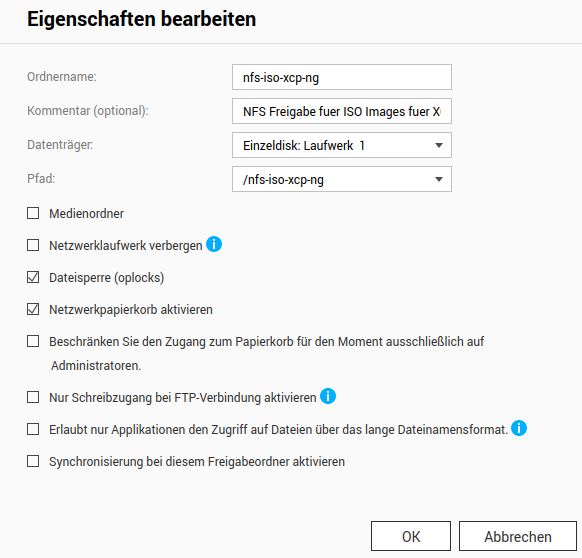 Eigenschaften bearbeiten
Ordnername: nfs-iso-xcp-ng
Kommentar (optional): NFS Freigabe fuer ISO Images fuer X
Datenträger: Einzeldisk: Laufwerk 1
Pfad: /nfs-iso-xcp-ng
Medienordner
Netzwerklaufwerk verbergen
Dateisperre (oplocks)
Netzwerkpapierkorb aktivieren
Beschränken Sie den Zugang zum Papierkorb für den Moment ausschließlich auf
Administratoren.
Nur Schreibzugang bei FTP-Verbindung aktivieren
Erlaubt nur Applikationen den Zugriff auf Dateien über das lange Dateinamensformat.
Synchronisierung bei diesem Freigabeordner aktivieren
OK Abbrechen